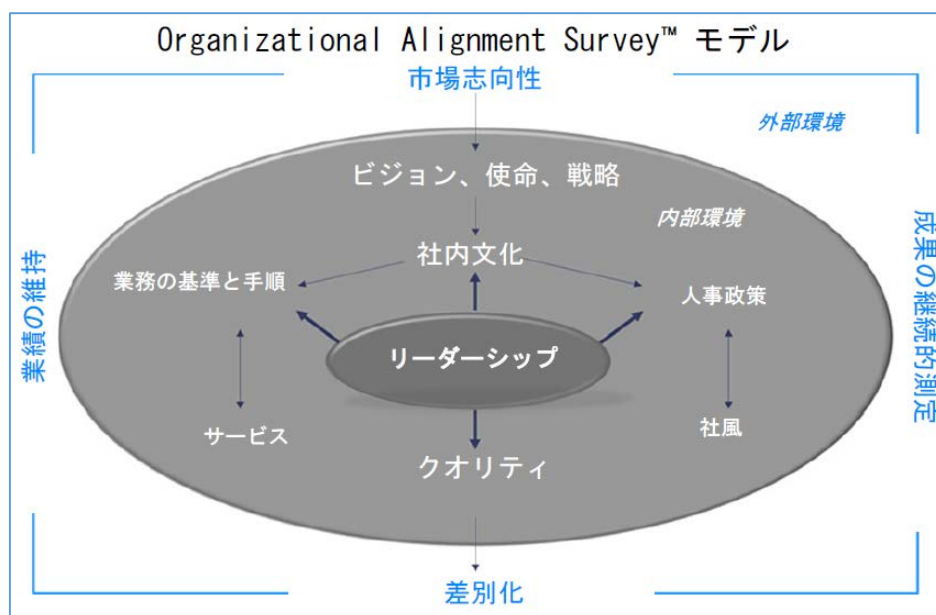 Organizational Alignment Survey™ モデル
市場志向性
外部環境
ビジョン、使命、戦略
内部環境
社内文化
業務の基準と手順
人事政策
業績の維持
成果の継続的測定
リーダーシップ
サービス
社風
クオリティ
差別化